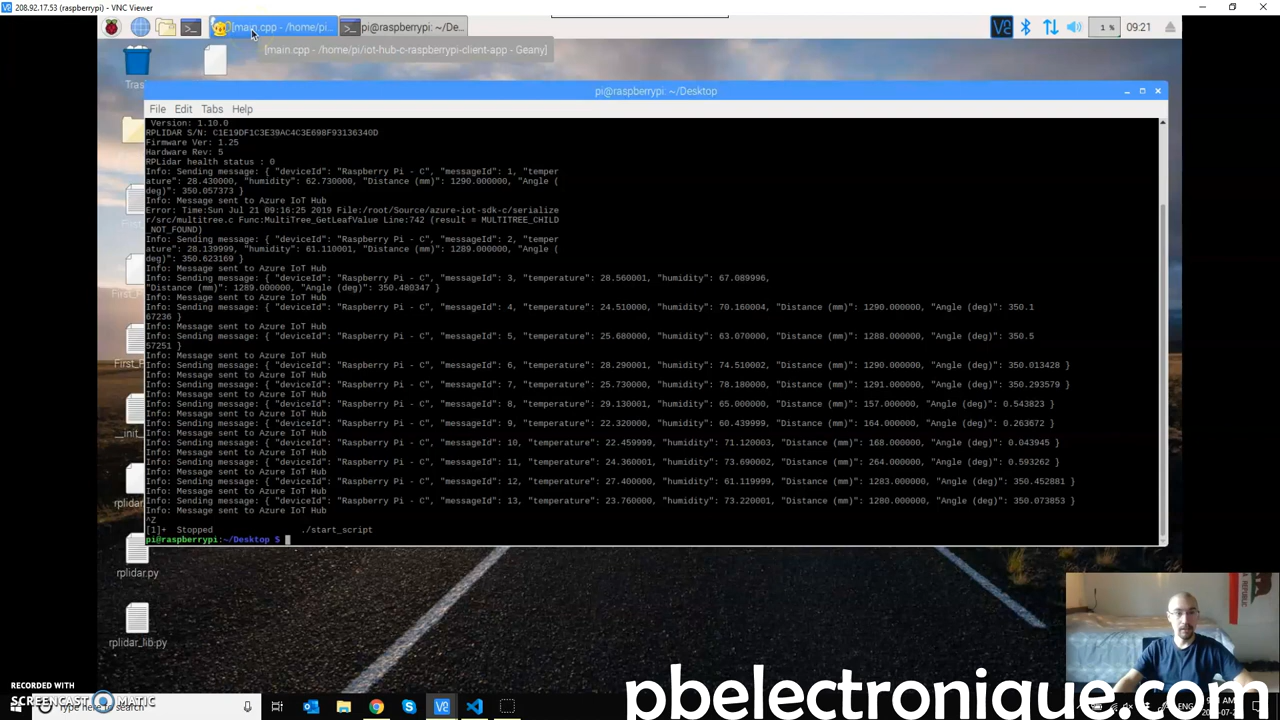 208.92.17.53 (raspberrypi) - VNC Viewer
[main.cpp - /home/pi...
pi@raspberrypi: ~/De...
1 %
09:21
[main.cpp - /home/pi/iot-hub-c-raspberrypi-client-app - Geany]
Tras
pi@raspberrypi: ~/Desktop
File Edit Tabs Help
Version: 1.10.0
RPLIDAR S/N: C1E19DF1C3E39AC4C3E698F93136340D
Firmware Ver: 1.25
Hardware Rev: 5
RPLidar health status : 0
Info: Sending message: { "deviceId": "Raspberry Pi - C", "messageId": 1, "temper
ature": 28.430000, "humidity": 62.730000, "Distance (mm)": 1290.000000, "Angle (
deg)": 350.057373 }
Info: Message sent to Azure IoT Hub
Error: Time:Sun Jul 21 09:16:25 2019 File:/root/Source/azure-iot-sdk-c/serialize
r/src/multitree.c Func:MultiTree_GetLeafValue Line:742 (result = MULTITREE_CHILD
_NOT_FOUND)
Info: Sending message: { "deviceId": "Raspberry Pi - C", "messageId": 2, "temper
ature": 28.139999, "humidity": 61.110001, "Distance (mm)": 1289.000000, "Angle (
deg)": 350.623169 }
Info: Message sent to Azure IoT Hub
Info: Sending message: { "deviceId": "Raspberry Pi - C", "messageId": 3, "temperature": 28.560001, "humidity": 67.089996,
"Distance (mm)": 1289.000000, "Angle (deg)": 350.480347 }
Info: Message sent to Azure IoT Hub
Info: Sending message: { "deviceId": "Raspberry Pi - C", "messageId": 4, "temperature": 24.510000, "humidity": 70.160004, "Distance (mm)": 1290.000000, "Angle (deg)": 350.1
67236 }
Info: Message sent to Azure IoT Hub
Info: Sending message: { "deviceId": "Raspberry Pi - C", "messageId": 5, "temperature": 25.680000, "humidity": 63.070000, "Distance (mm)": 1288.000000, "Angle (deg)": 350.5
57251 }
Info: Message sent to Azure IoT Hub
Info: Sending message: { "deviceId": "Raspberry Pi - C", "messageId": 6, "temperature": 28.290001, "humidity": 74.530002, "Distance (mm)": 1290.000000, "Angle (deg)": 350.013428 }
Info: Message sent to Azure IoT Hub
Info: Sending message: { "deviceId": "Raspberry Pi - C", "messageId": 7, "temperature": 25.730000, "humidity": 78.180000, "Distance (mm)": 1291.000000, "Angle (deg)": 350.293579 }
Info: Message sent to Azure IoT Hub
Info: Sending message: { "deviceId": "Raspberry Pi - C", "messageId": 8, "temperature": 29.130001, "humidity": 65.000000, "Distance (mm)": 157.000000, "Angle (deg)": 0.543823 }
Info: Message sent to Azure IoT Hub
Info: Sending message: { "deviceId": "Raspberry Pi - C", "messageId": 9, "temperature": 22.320000, "humidity": 60.439999, "Distance (mm)": 164.000000, "Angle (deg)": 0.263672 }
Info: Message sent to Azure IoT Hub
Info: Sending message: { "deviceId": "Raspberry Pi - C", "messageId": 10, "temperature": 22.459999, "humidity": 71.120003, "Distance (mm)": 168.000000, "Angle (deg)": 0.043945 }
Info: Message sent to Azure IoT Hub
Info: Sending message: { "deviceId": "Raspberry Pi - C", "messageId": 11, "temperature": 24.360001, "humidity": 73.690002, "Distance (mm)": 264.000000, "Angle (deg)": 0.593262 }
Info: Message sent to Azure IoT Hub
Info: Sending message: { "deviceId": "Raspberry Pi - C", "messageId": 12, "temperature": 27.400000, "humidity": 61.119999, "Distance (mm)": 1283.000000, "Angle (deg)": 350.452881 }
Info: Message sent to Azure IoT Hub
Info: Sending message: { "deviceId": "Raspberry Pi - C", "messageId": 13, "temperature": 23.760000, "humidity": 73.220001, "Distance (mm)": 1280.000000, "Angle (deg)": 350.073853 }
Info: Message sent to Azure IoT Hub
^Z
[1]+ Stopped ./start_script
pi@raspberrypi:~/Desktop $
First_P
__init_
rplidar
rplidar.py
rplidar_lib.py
RECORDED WITH
SCREENCAST MATIC
pbelectronique.com
ENG